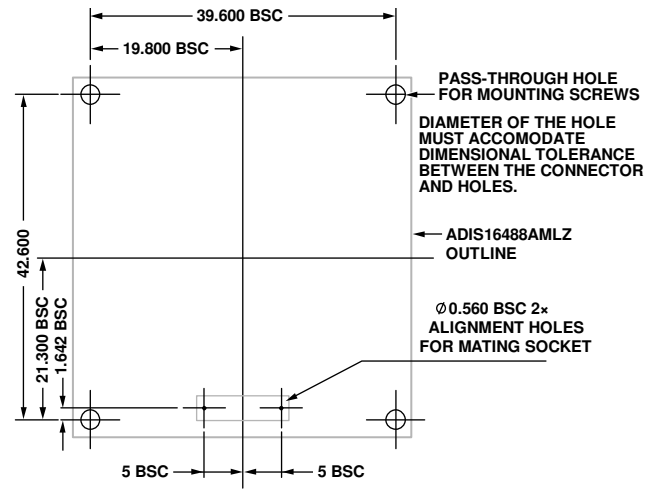 39.600 BSC
19.800 BSC
PASS-THROUGH HOLE
FOR MOUNTING SCREWS
DIAMETER OF THE HOLE
MUST ACCOMODATE
DIMENSIONAL TOLERANCE
BETWEEN THE CONNECTOR
AND HOLES.
ADIS16488AMLZ
OUTLINE
42.600
21.300 BSC
1.642 BSC
Ø0.560 BSC 2×
ALIGNMENT HOLES
FOR MATING SOCKET
5 BSC
5 BSC